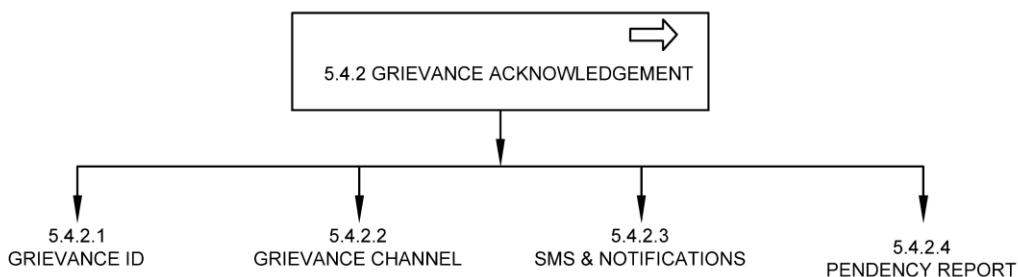 5.4.2 GRIEVANCE ACKNOWLEDGEMENT
5.4.2.1
GRIEVANCE ID
5.4.2.2
GRIEVANCE CHANNEL
5.4.2.3
SMS & NOTIFICATIONS
5.4.2.4
PENDENCY REPORT